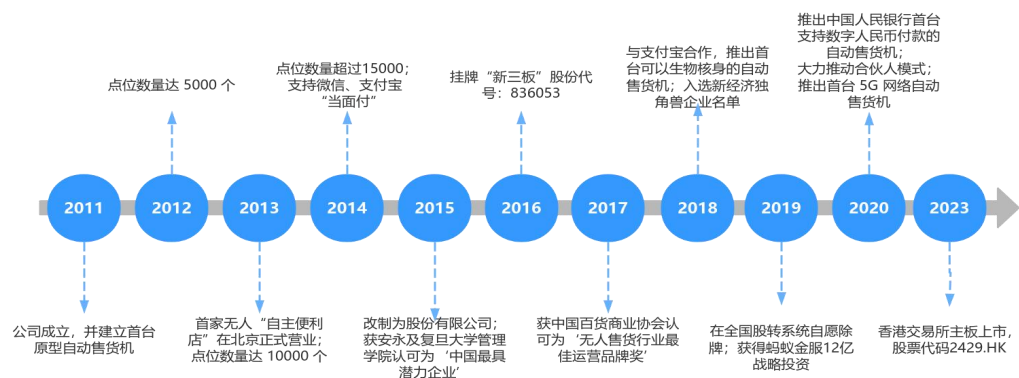 点位数量达 5000 个
点位数量超过15000；
支持微信、支付宝
“当面付”
挂牌“新三板”股份代
号：836053
与支付宝合作，推出首
台可以生物核身的自动
售货机；入选新经济独
角兽企业名单
推出中国人民银行首台
支持数字人民币付款的
自动售货机；
大力推动合伙人模式；
推出首台 5G 网络自动
售货机
2011
2012
2013
2014
2015
2016
2017
2018
2019
2020
2023
公司成立，并建立首台
原型自动售货机
首家无人“自主便利
店”在北京正式营业；
点位数量达 10000 个
改制为股份有限公司；
获安永及复旦大学管理
学院认可为‘中国最具
潜力企业’
获中国百货商业协会认
可为‘无人售货行业最
佳运营品牌奖’
在全国股转系统自愿除
牌；获得蚂蚁金服12亿
战略投资
香港交易所主板上市，
股票代码2429.HK